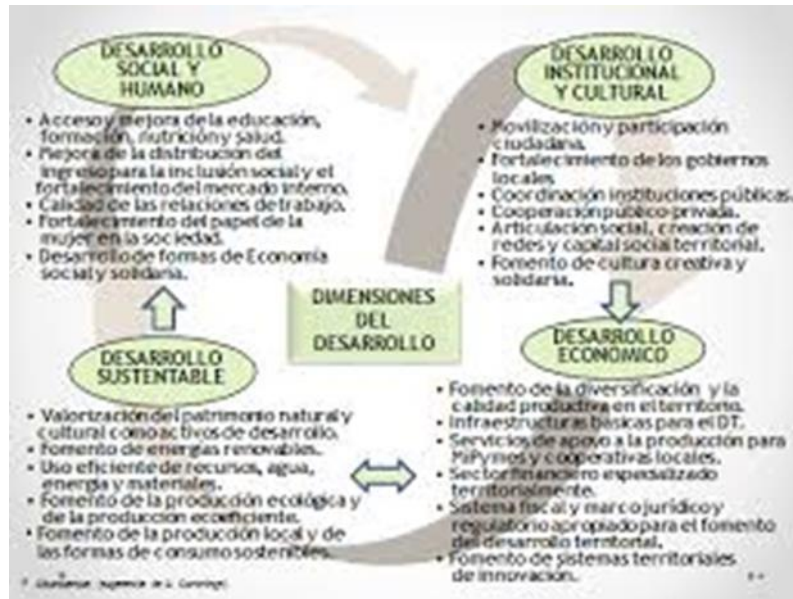 DESARROLLO
SOCIAL Y
HUMANO
• Acceso y mejora de la educación,
formación, nutrición y salud.
• Mejora de la distribución del
ingreso para la inclusión social y el
fortalecimiento del mercado interno.
• Calidad de las relaciones de trabajo.
• Fortalecimiento del papel de la
mujer en la sociedad.
• Desarrollo de formas de Economía
social y solidaria.
DESARROLLO
INSTITUCIONAL
Y CULTURAL
• Movilización y participación
ciudadana.
• Fortalecimiento de los gobiernos
locales
• Coordinación instituciones públicas.
• Cooperación público-privada.
• Articulación social, creación de
redes y capital social territorial.
• Fomento de cultura creativa y
solidaria.
DIMENSIONES
DEL
DESARROLLO
DESARROLLO
SUSTENTABLE
• Valorización del patrimonio natural y
cultural como activos de desarrollo.
• Fomento de energías renovables.
• Uso eficiente de recursos, agua,
energía y materiales.
• Fomento de la producción ecológica y
de la producción ecoeficiente.
• Fomento de la producción local y de
las formas de consumo sostenibles.
DESARROLLO
ECONÓMICO
• Fomento de la diversificación y la
calidad productiva en el territorio.
• Infraestructuras básicas para el DT.
• Servicios de apoyo a la producción para
MiPymes y cooperativas locales.
• Sector financiero especializado
territorialmente.
• Sistema fiscal y marco jurídico y
regulatorio apropiado para el fomento
del desarrollo territorial.
• Fomento de sistemas territoriales
de innovación.